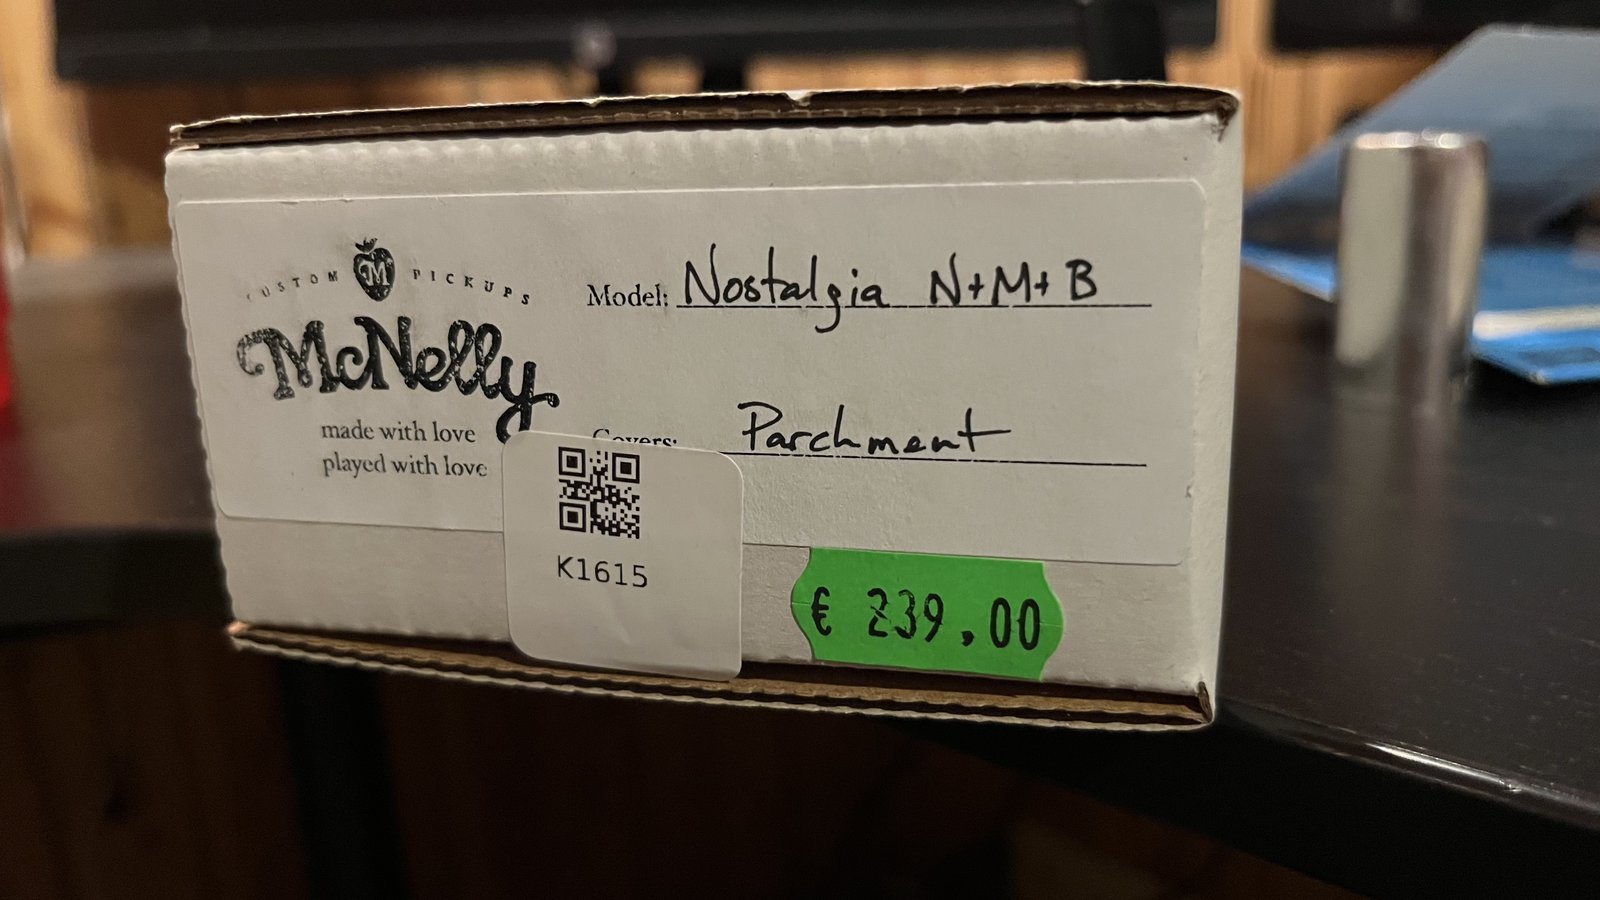 CUSTOM M PICKUPS
McNelly
made with love
played with love
Model: Nostalgia N+M+B
Covers: Parchment
K1615
€ 239,00